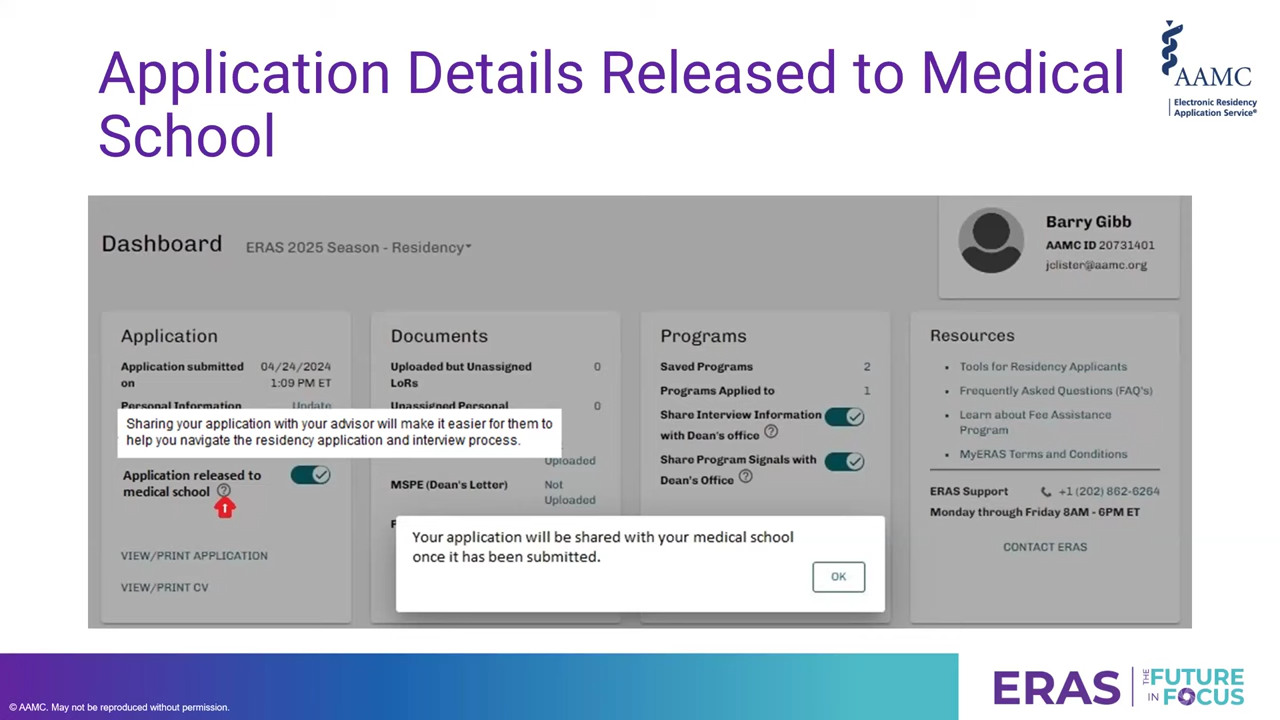 Application Details Released to Medical
School
AAMC
Electronic Residency
Application Service®
Dashboard
ERAS 2025 Season - Residency
Barry Gibb
AAMC ID 20731401
jclister@aamc.org
Application
Application submitted 04/24/2024
on 1:09 PM ET
Personal Information Update
Sharing your application with your advisor will make it easier for them to
help you navigate the residency application and interview process.
Application released to
medical school ?
1
VIEW/PRINT APPLICATION
VIEW/PRINT CV
Documents
Uploaded but Unassigned 0
LoRs
Unassigned Personal 0
Uploaded
MSPE (Dean's Letter) Not
Uploaded
Programs
Saved Programs 2
Programs Applied to 1
Share Interview Information
with Dean's office ?
Share Program Signals with
Dean's Office ?
Your application will be shared with your medical school
once it has been submitted.
OK
Resources
• Tools for Residency Applicants
• Frequently Asked Questions (FAQ's)
• Learn about Fee Assistance
Program
• MyERAS Terms and Conditions
ERAS Support +1 (202) 862-6264
Monday through Friday 8AM - 6PM ET
CONTACT ERAS
© AAMC. May not be reproduced without permission.
ERAS
THE FUTURE
IN FOCUS